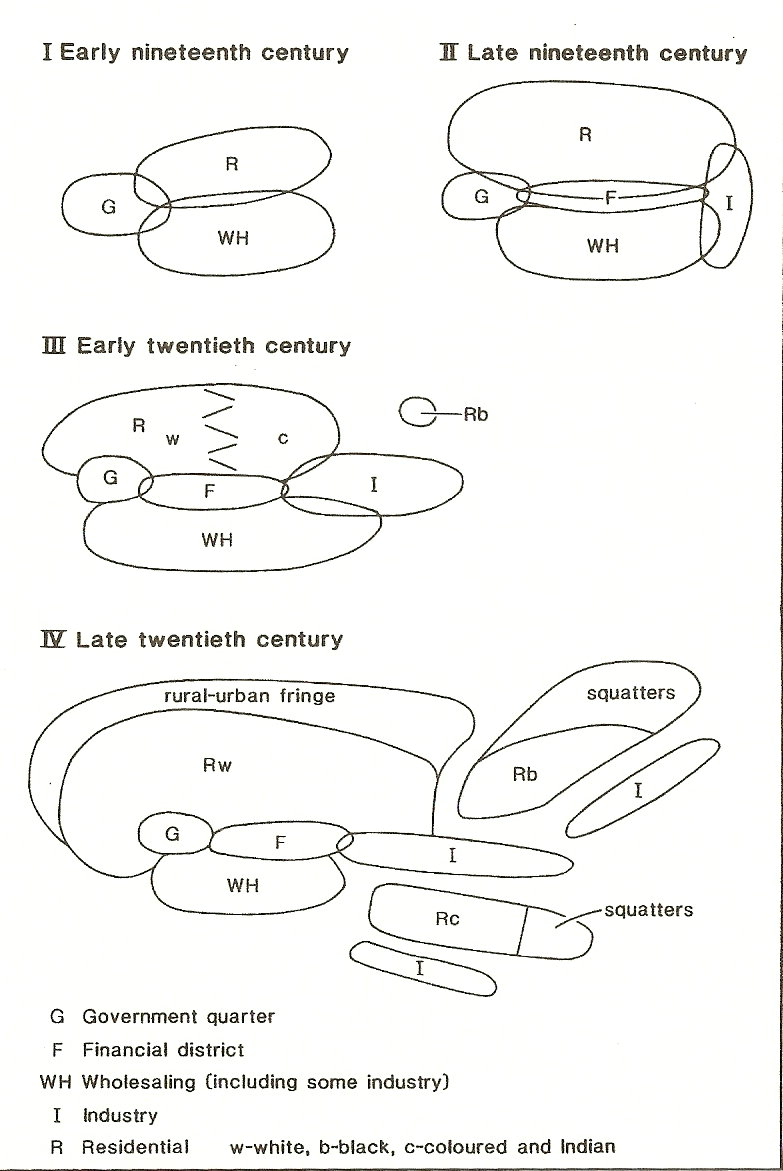 I Early nineteenth century
R
G
WH
II Late nineteenth century
R
G
F
I
WH
III Early twentieth century
R
w
c
Rb
G
F
I
WH
IV Late twentieth century
rural-urban fringe
squatters
Rw
Rb
I
G
F
I
WH
Rc
squatters
I
G Government quarter
F Financial district
WH Wholesaling (including some industry)
I Industry
R Residential w-white, b-black, c-coloured and Indian